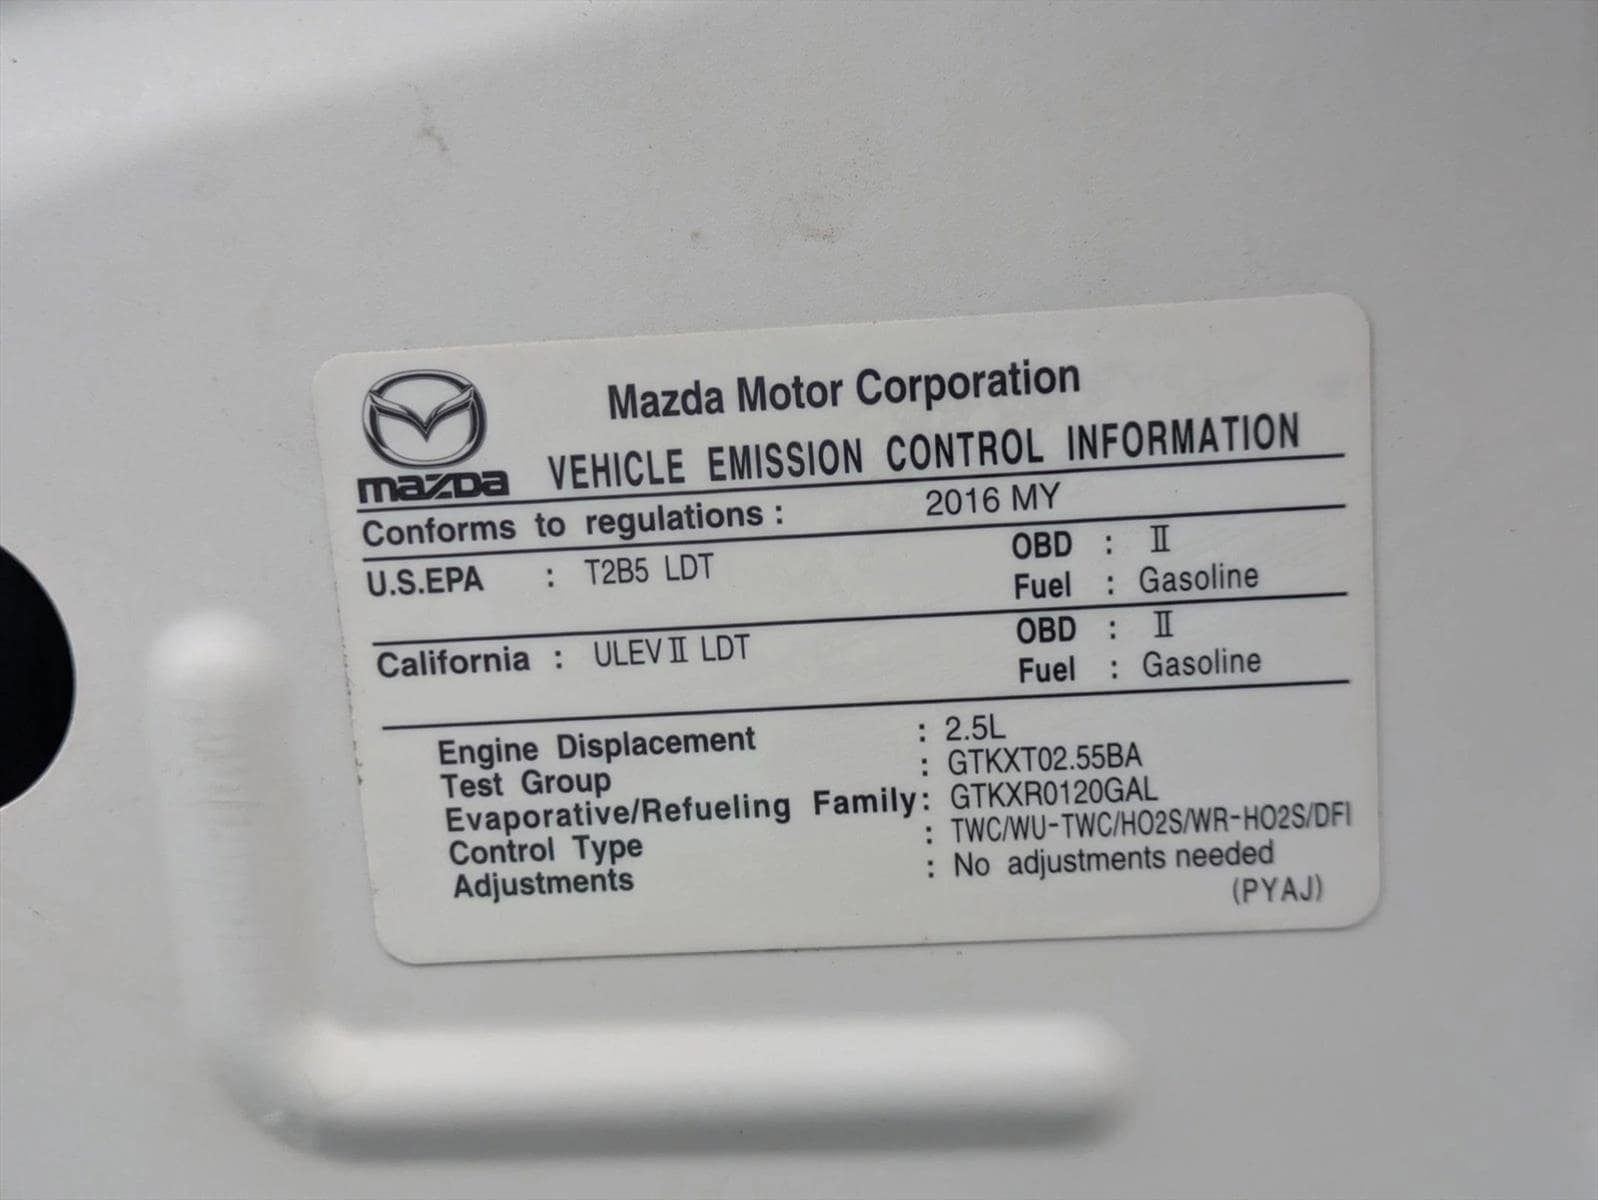 Mazda Motor Corporation
mazda VEHICLE EMISSION CONTROL INFORMATION
Conforms to regulations : 2016 MY
U.S.EPA : T2B5 LDT OBD : II
Fuel : Gasoline
California : ULEV II LDT OBD : II
Fuel : Gasoline
Engine Displacement : 2.5L
Test Group : GTKXT02.55BA
Evaporative/Refueling Family : GTKXR0120GAL
Control Type : TWC/WU-TWC/HO2S/WR-HO2S/DFI
Adjustments : No adjustments needed
(PYAJ)